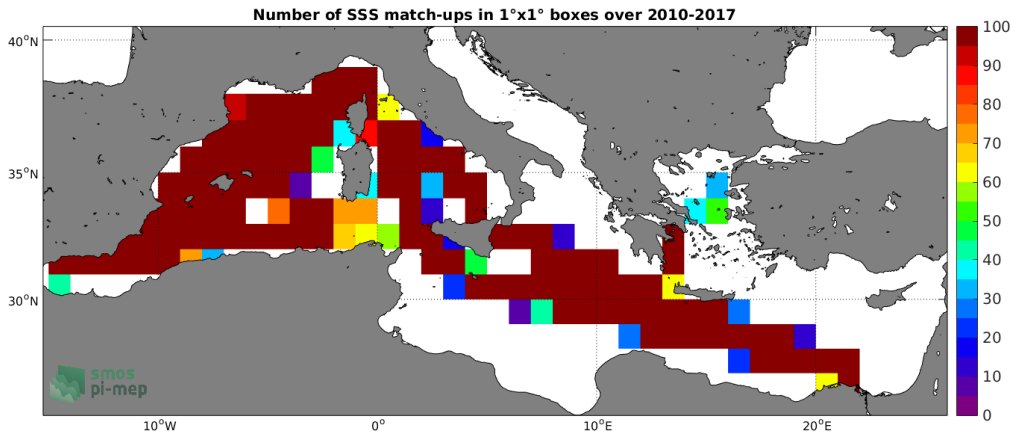 Number of SSS match-ups in 1°x1° boxes over 2010-2017
40°N
35°N
30°N
10°W
0°
10°E
20°E
100
90
80
70
60
50
40
30
20
10
0
smos
pi-mep